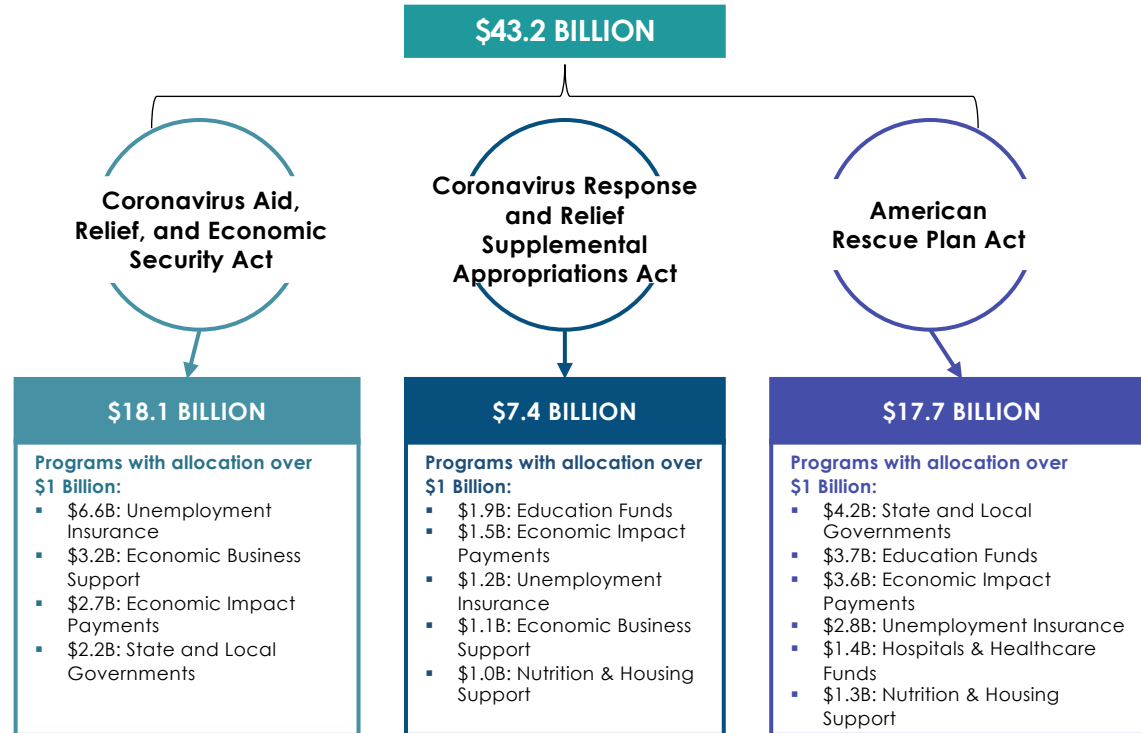 $43.2 BILLION
Coronavirus Aid,
Relief, and Economic
Security Act
Coronavirus Response
and Relief
Supplemental
Appropriations Act
American
Rescue Plan Act
$18.1 BILLION
Programs with allocation over
$1 Billion:
▪ $6.6B: Unemployment
Insurance
▪ $3.2B: Economic Business
Support
▪ $2.7B: Economic Impact
Payments
▪ $2.2B: State and Local
Governments
$7.4 BILLION
Programs with allocation over
$1 Billion:
▪ $1.9B: Education Funds
▪ $1.5B: Economic Impact
Payments
▪ $1.2B: Unemployment
Insurance
▪ $1.1B: Economic Business
Support
▪ $1.0B: Nutrition & Housing
Support
$17.7 BILLION
Programs with allocation over
$1 Billion:
▪ $4.2B: State and Local
Governments
▪ $3.7B: Education Funds
▪ $3.6B: Economic Impact
Payments
▪ $2.8B: Unemployment Insurance
▪ $1.4B: Hospitals & Healthcare
Funds
▪ $1.3B: Nutrition & Housing
Support